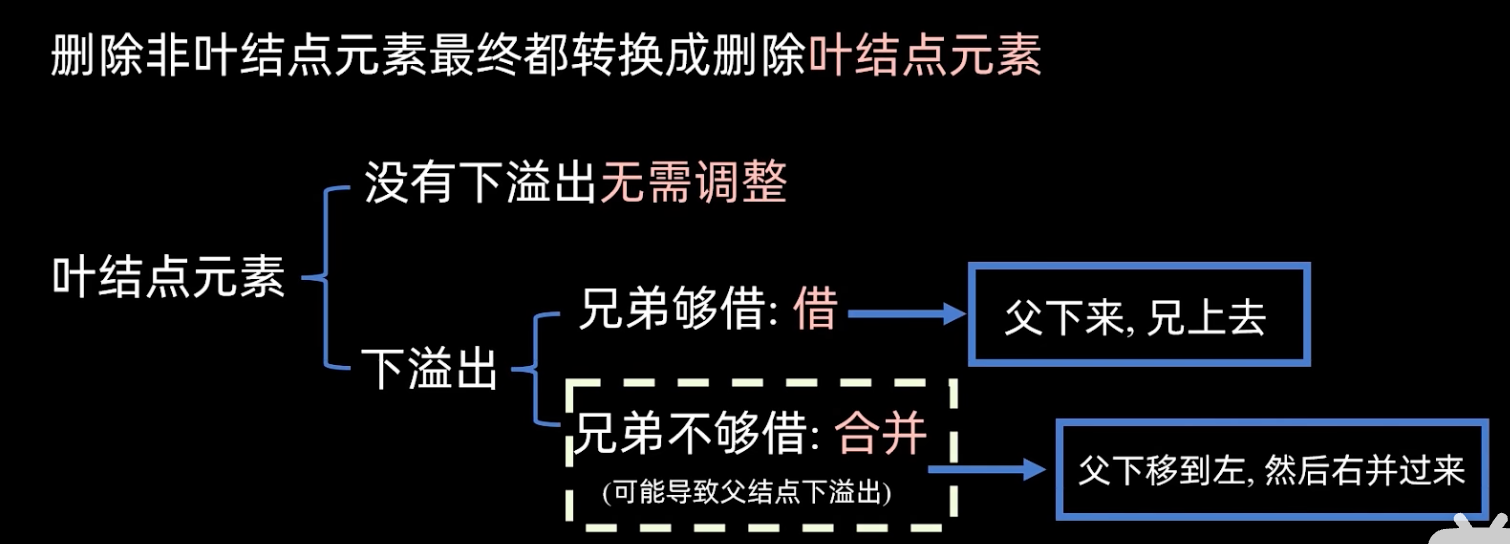 删除非叶结点元素最终都转换成删除叶结点元素
没有下溢出无需调整
叶结点元素
兄弟够借: 借
父下来, 兄上去
下溢出
兄弟不够借: 合并
(可能导致父结点下溢出)
父下移到左, 然后右并过来